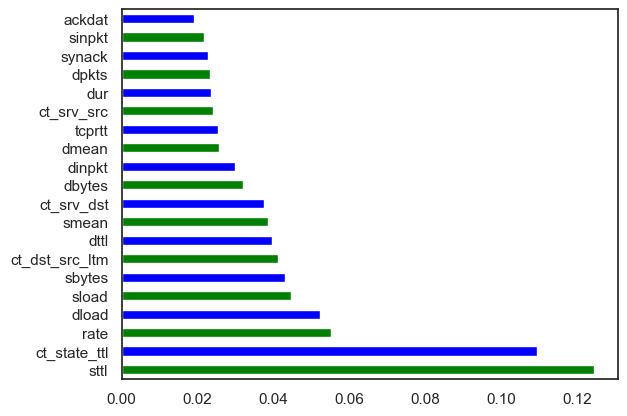 ackdat
sinpkt
synack
dpkts
dur
ct_srv_src
tcprtt
dmean
dinpkt
dbytes
ct_srv_dst
smean
dttl
ct_dst_src_ltm
sbytes
sload
dload
rate
ct_state_ttl
sttl
0.00 0.02 0.04 0.06 0.08 0.10 0.12